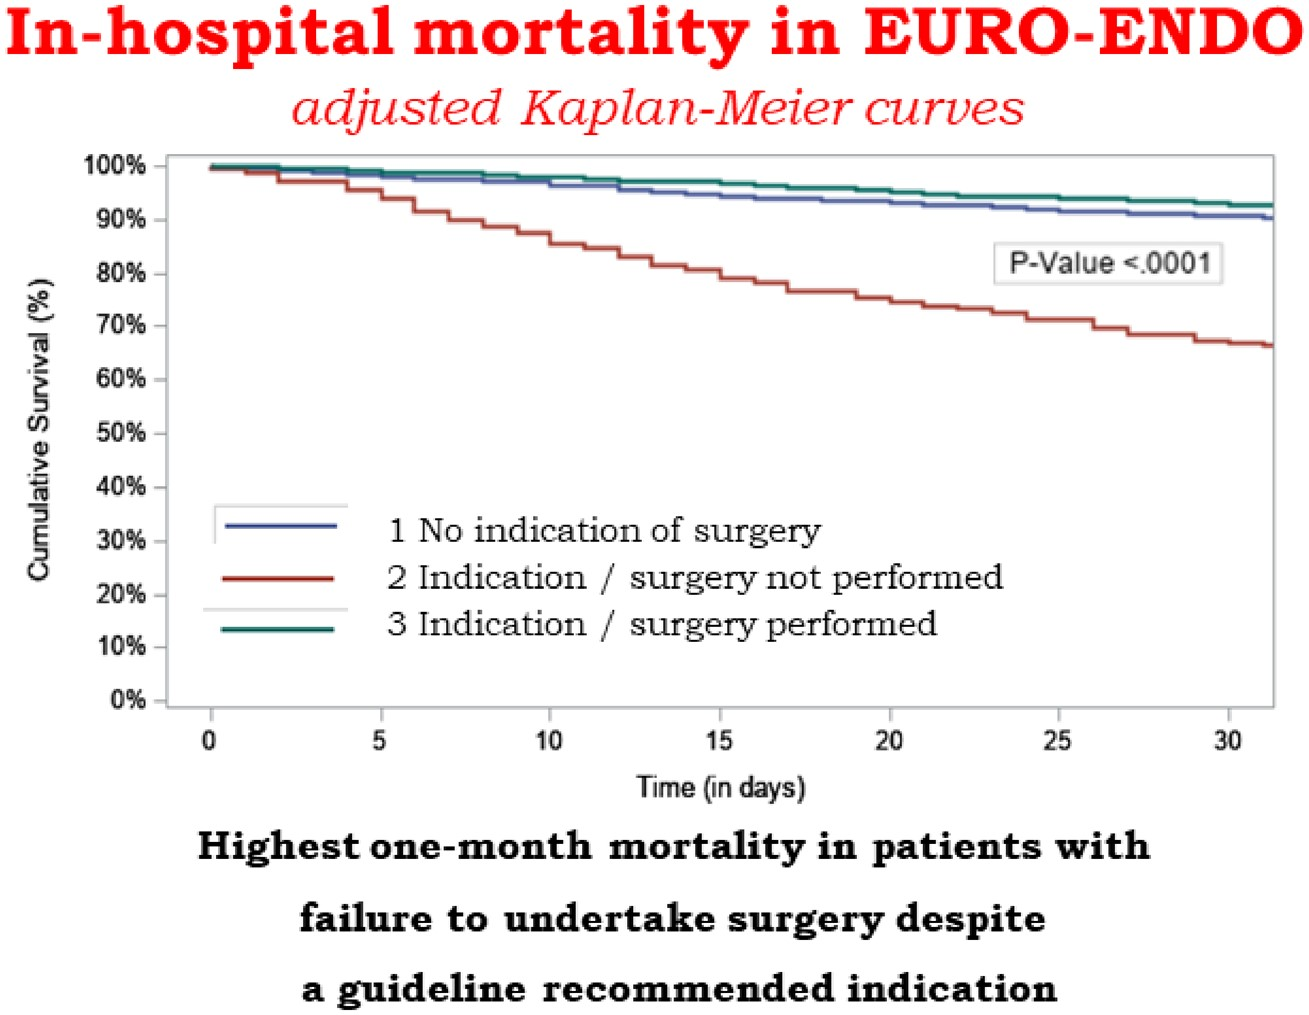 In-hospital mortality in EURO-ENDO
adjusted Kaplan-Meier curves
100%
90%
80%
70%
60%
50%
40%
30%
20%
10%
0%
Cumulative Survival (%)
P-Value <.0001
1 No indication of surgery
2 Indication / surgery not performed
3 Indication / surgery performed
0 5 10 15 20 25 30
Time (in days)
Highest one-month mortality in patients with
failure to undertake surgery despite
a guideline recommended indication